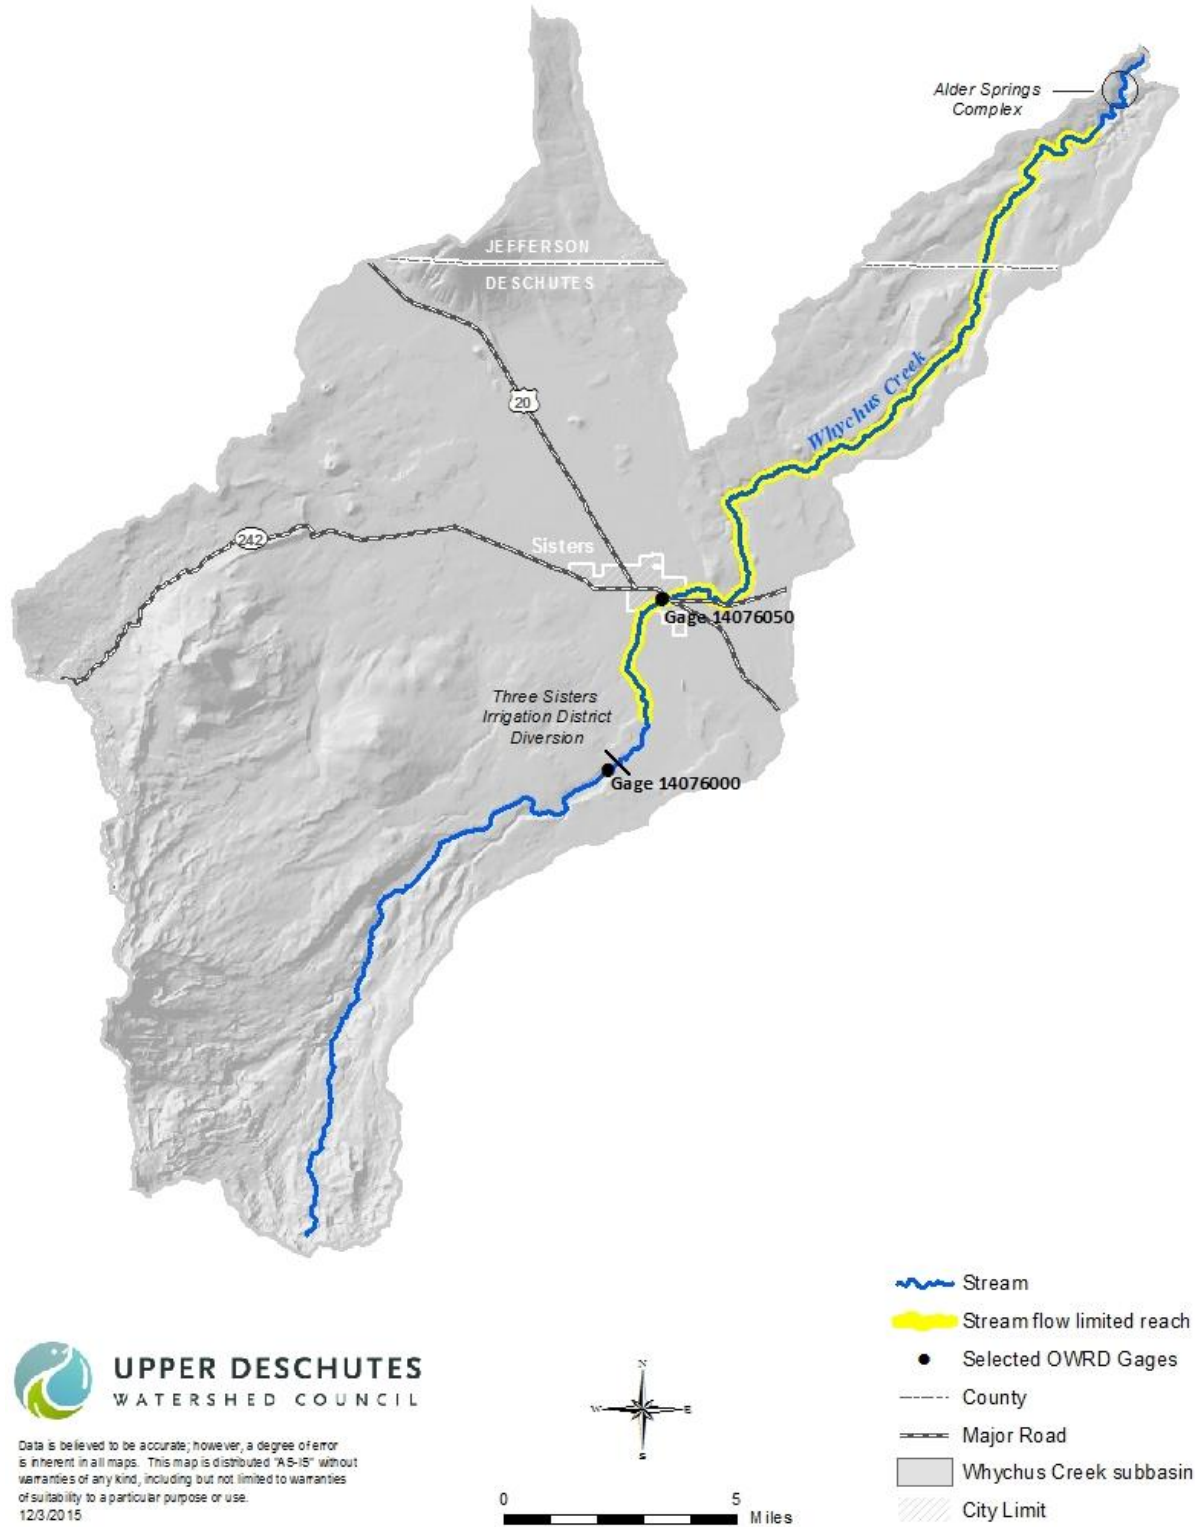 Alder Springs
Complex
JEFFERSON
DESCHUTES
20
Whychus Creek
242
Sisters
Gage 14076050
Three Sisters
Irrigation District
Diversion
Gage 14076000
Stream
Stream flow limited reach
Selected OWRD Gages
County
Major Road
Whychus Creek subbasin
City Limit
UPPER DESCHUTES
WATERSHED COUNCIL
N
W
E
S
Data is believed to be accurate; however, a degree of error
is inherent in all maps. This map is distributed "AS-IS" without
warranties of any kind, including but not limited to warranties
of suitability to a particular purpose or use.
12/3/2015
0 5
Miles